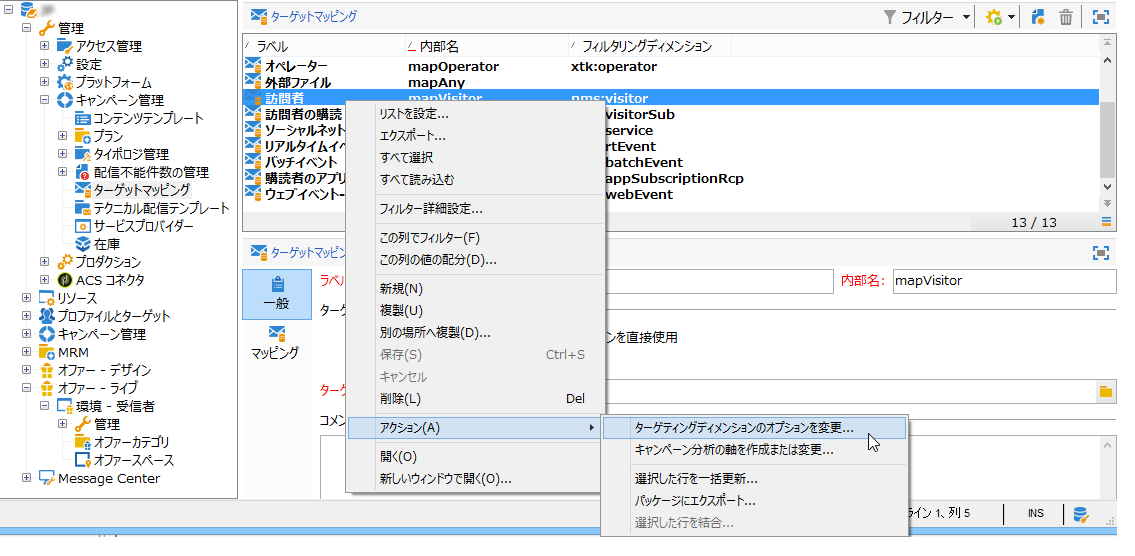 JP
管理
アクセス管理
設定
プラットフォーム
キャンペーン管理
コンテンツテンプレート
プラン
タイポロジ管理
配信不能件数の管理
ターゲットマッピング
テクニカル配信テンプレート
サービスプロバイダー
在庫
プロダクション
ACS コネクタ
リソース
プロファイルとターゲット
キャンペーン管理
MRM
オファー - デザイン
オファー - ライブ
環境 - 受信者
管理
オファーカテゴリ
オファースペース
Message Center
ターゲットマッピング
フィルター
ラベル 内部名 フィルタリングディメンション
オペレーター mapOperator xtk:operator
外部ファイル mapAny
訪問者 mapVisitor nms:visitor
訪問者の購読 visitorSub
ソーシャルネット service
リアルタイムイベ rtEvent
バッチイベント batchEvent
購読者のアプリ appSubscriptionRcp
ウェブイベント webEvent
13 / 13
ターゲットマッピン
一般
マッピング
ラベル
内部名: mapVisitor
ターゲ
ンを直接使用
ターゲ
コメン
リストを設定...
エクスポート...
すべて選択
すべて読み込む
フィルター詳細設定...
この列でフィルター(F)
この列の値の配分(D)...
新規(N)
複製(U)
別の場所へ複製(D)...
保存(S) Ctrl+S
キャンセル
削除(L) Del
アクション(A)
開く(O)
新しいウィンドウで開く(O)...
ターゲティングディメンションのオプションを変更...
キャンペーン分析の軸を作成または変更...
選択した行を一括更新...
パッケージにエクスポート...
選択した行を結合...
ライン 1、列 5
INS